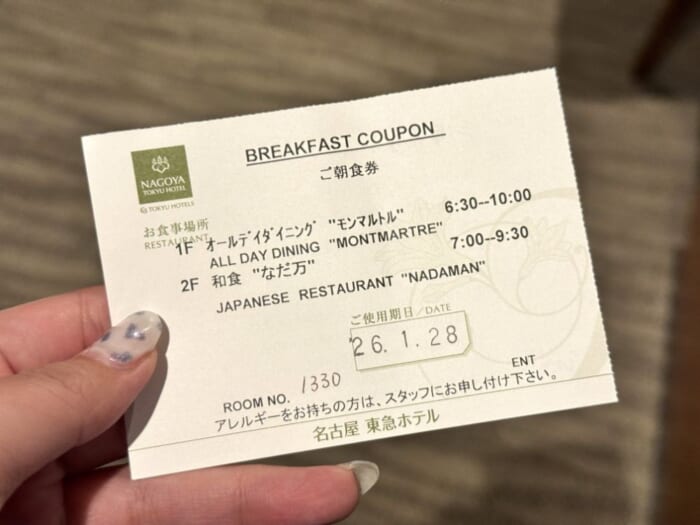 BREAKFAST COUPON
ご朝食券
NAGOYA
TOKYU HOTEL
TOKYU HOTELS
お食事場所
RESTAURANT
1F オールデイダイニング "モンマルトル" 6:30--10:00
ALL DAY DINING "MONTMARTRE"
2F 和食 "なだ万" 7:00--9:30
JAPANESE RESTAURANT "NADAMAN"
ご使用期日/DATE
'26.1.28
ROOM NO. 1330 ENT
アレルギーをお持ちの方は、スタッフにお申し付け下さい。
名古屋 東急ホテル